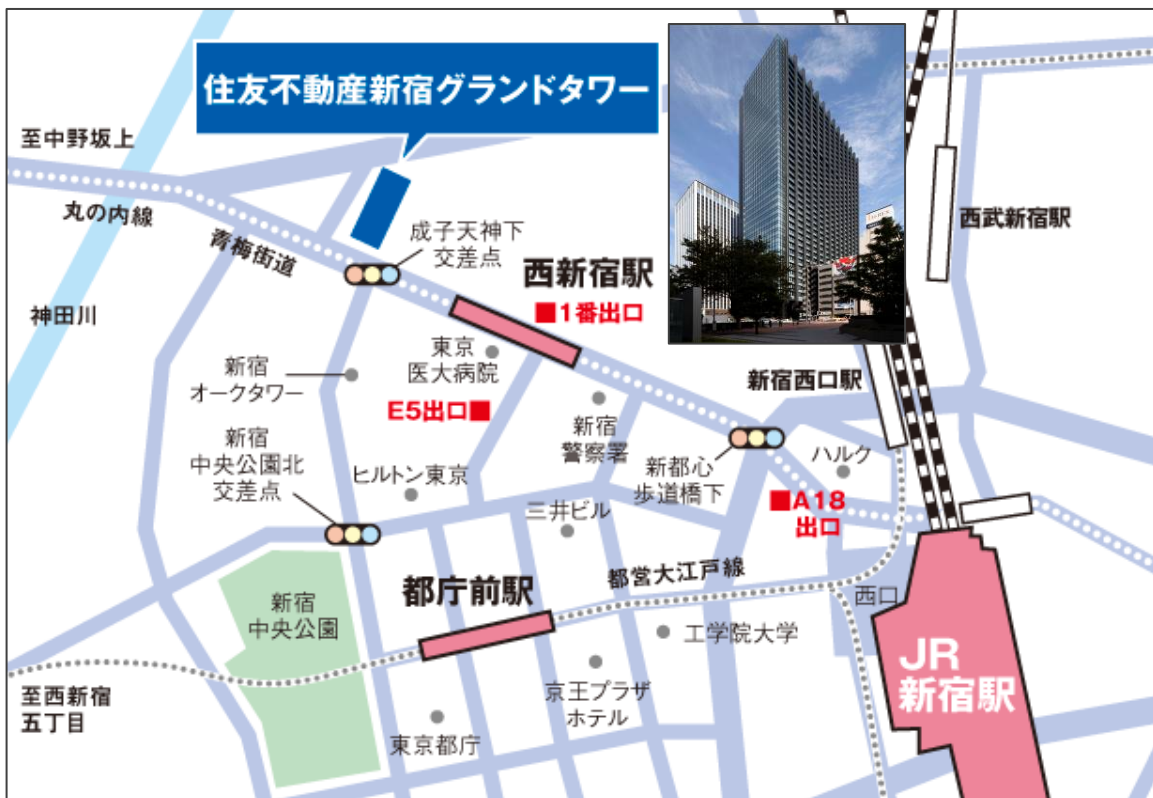 住友不動産新宿グランドタワー
至中野坂上
丸の内線
青梅街道
神田川
成子天神下
交差点
西新宿駅
■1番出口
西武新宿駅
新宿西口駅
東京
医大病院
新宿
オークタワー
E5出口■
新宿
警察署
新宿
中央公園北
交差点
ヒルトン東京
新都心
歩道橋下
ハルク
■A18
出口
三井ビル
都営大江戸線
都庁前駅
西口
新宿
中央公園
工学院大学
JR
新宿駅
京王プラザ
ホテル
至西新宿
五丁目
東京都庁